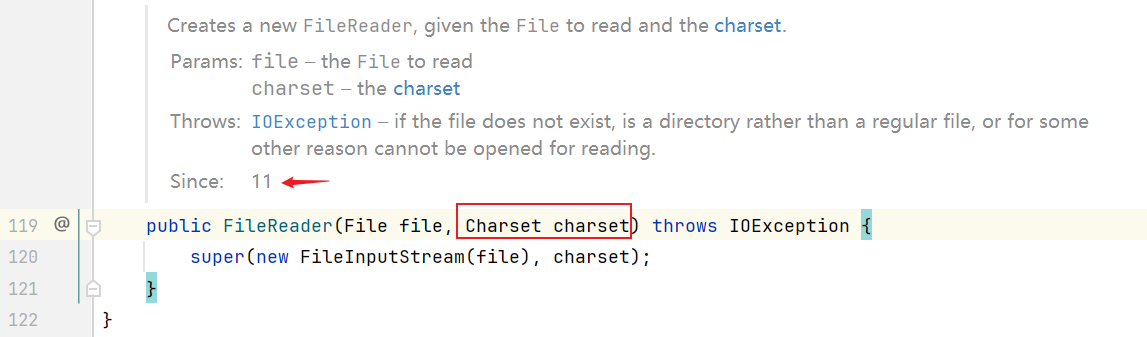 Creates a new FileReader, given the File to read and the charset.
Params: file – the File to read
charset – the charset
Throws: IOException – if the file does not exist, is a directory rather than a regular file, or for some
other reason cannot be opened for reading.
Since: 11
119 @ public FileReader(File file, Charset charset) throws IOException {
120 super(new FileInputStream(file), charset);
121 }
122 }